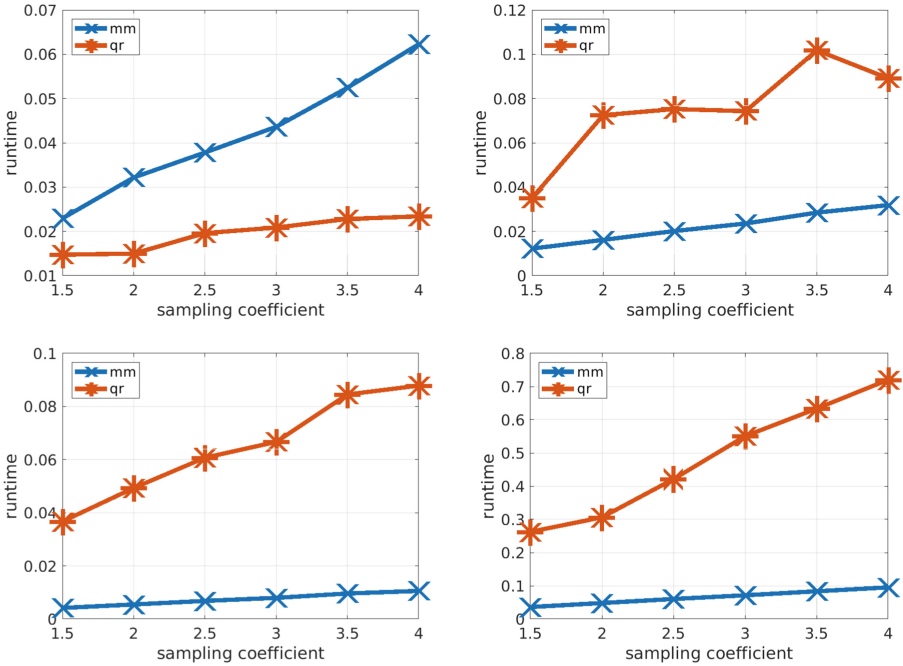 0.07
0.06
0.05
0.04
0.03
0.02
0.01
runtime
mm
qr
1.5 2 2.5 3 3.5 4
sampling coefficient
0.12
0.1
0.08
0.06
0.04
0.02
0
runtime
mm
qr
1.5 2 2.5 3 3.5 4
sampling coefficient
0.1
0.08
0.06
0.04
0.02
0
runtime
mm
qr
1.5 2 2.5 3 3.5 4
sampling coefficient
0.8
0.7
0.6
0.5
0.4
0.3
0.2
0.1
0
runtime
mm
qr
1.5 2 2.5 3 3.5 4
sampling coefficient